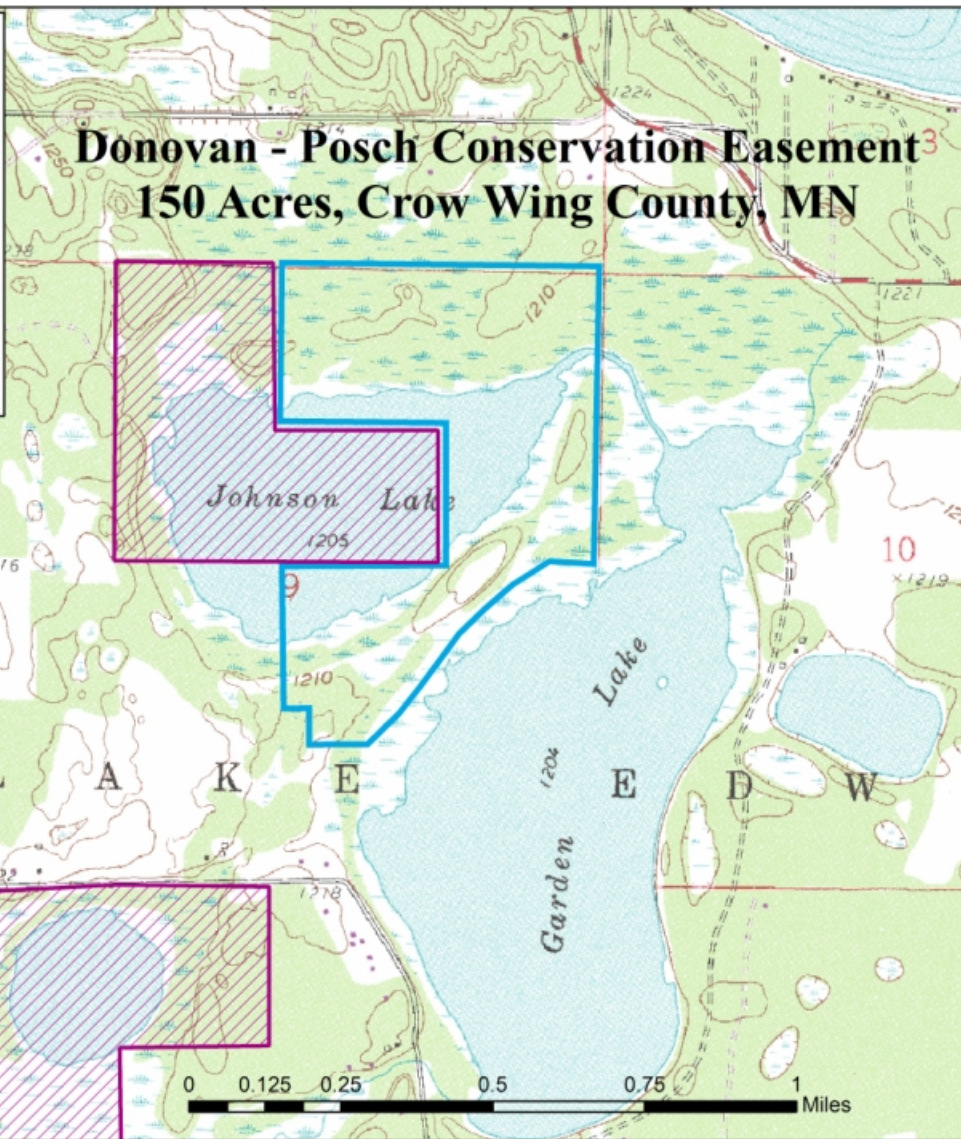 1224
Donovan - Posch Conservation Easement
3
150 Acres, Crow Wing County, MN
1250
1221
1210
Johnson Lake
1205
9
10
×1219
1210
Lake
1204
A K E E D W
Garden
1218
0 0.125 0.25 0.5 0.75 1
Miles